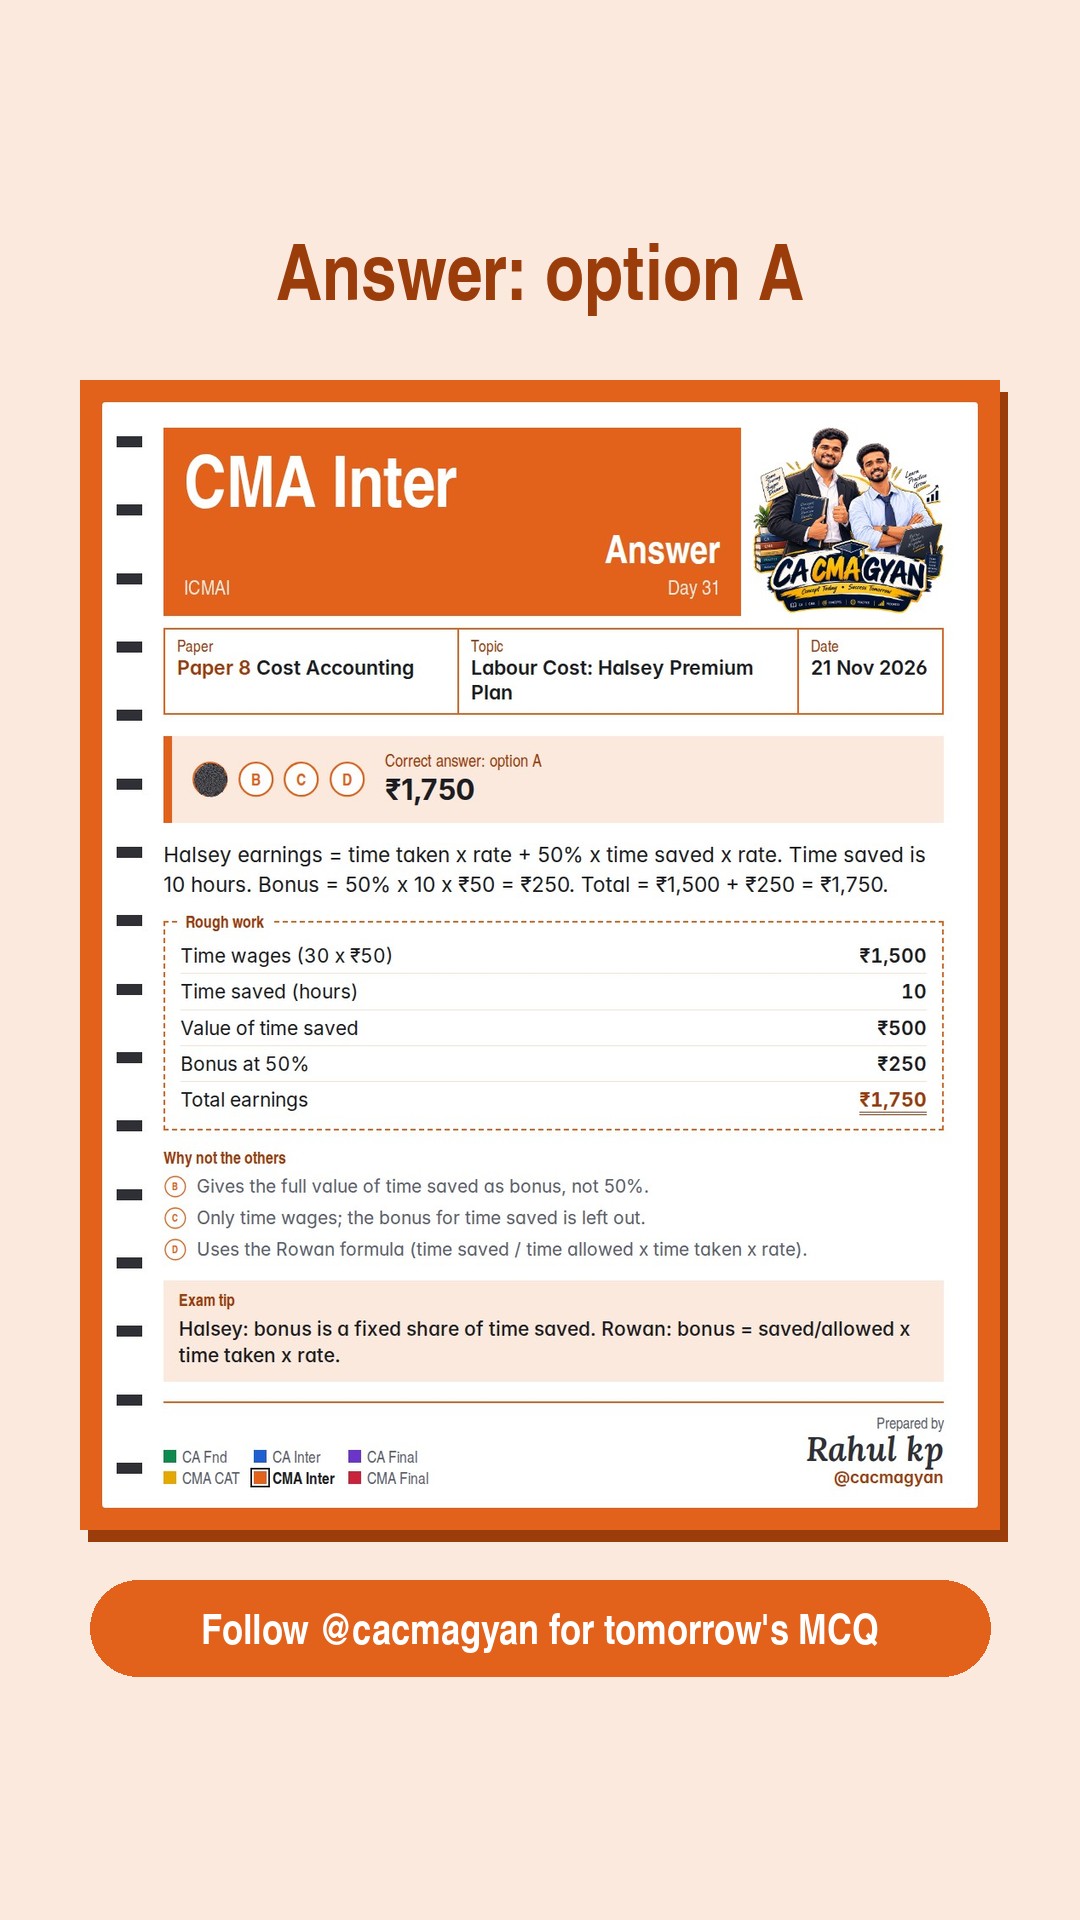 Answer: option A
CMA Inter
Answer
ICMAI
Day 31
CA CMA GYAN
Concept Today • Success Tomorrow
Paper
Paper 8 Cost Accounting
Topic
Labour Cost: Halsey Premium
Plan
Date
21 Nov 2026
B C D
Correct answer: option A
₹1,750
Halsey earnings = time taken x rate + 50% x time saved x rate. Time saved is
10 hours. Bonus = 50% x 10 x ₹50 = ₹250. Total = ₹1,500 + ₹250 = ₹1,750.
Rough work
Time wages (30 x ₹50) ₹1,500
Time saved (hours) 10
Value of time saved ₹500
Bonus at 50% ₹250
Total earnings ₹1,750
Why not the others
B Gives the full value of time saved as bonus, not 50%.
C Only time wages; the bonus for time saved is left out.
D Uses the Rowan formula (time saved / time allowed x time taken x rate).
Exam tip
Halsey: bonus is a fixed share of time saved. Rowan: bonus = saved/allowed x
time taken x rate.
Prepared by
Rahul kp
@cacmagyan
CA Fnd CA Inter CA Final
CMA CAT CMA Inter CMA Final
Follow @cacmagyan for tomorrow's MCQ